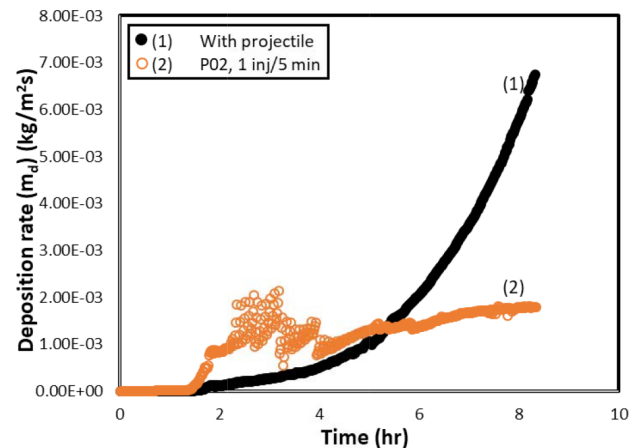 8.00E-03
7.00E-03
6.00E-03
5.00E-03
4.00E-03
3.00E-03
2.00E-03
1.00E-03
0.00E+00
Deposition rate (m_d) (kg/m²s)
(1) With projectile
(2) P02, 1 inj/5 min
(1)
(2)
0 2 4 6 8 10
Time (hr)